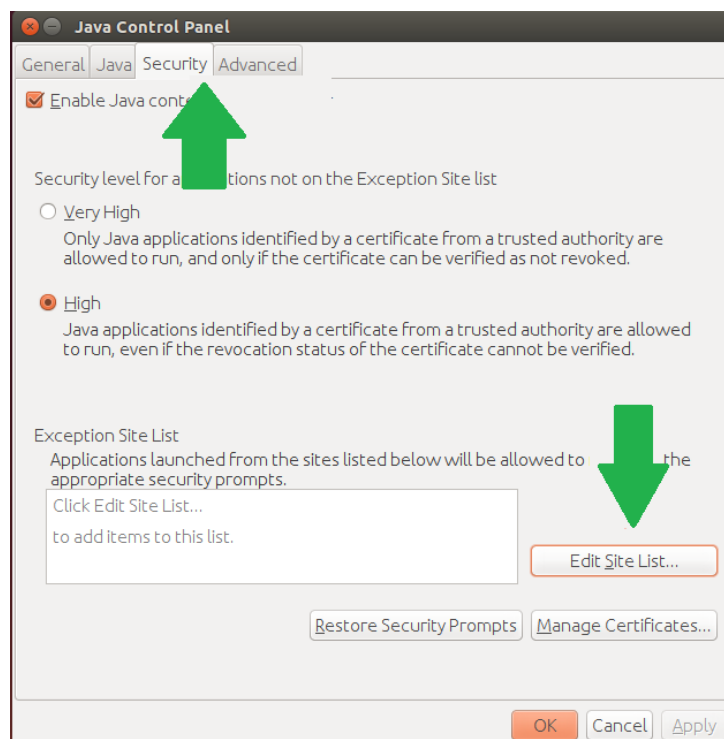 Java Control Panel
General Java Security Advanced
Enable Java
Security level for tions not on the Exception Site list
Very High
Only Java applications identified by a certificate from a trusted authority are
allowed to run, and only if the certificate can be verified as not revoked.
High
Java applications identified by a certificate from a trusted authority are allowed
to run, even if the revocation status of the certificate cannot be verified.
Exception Site List
Applications launched from the sites listed below will be allowed to the
appropriate security prompts.
Click Edit Site List...
to add items to this list.
Edit Site List...
Restore Security Prompts Manage Certificates...
OK Cancel Apply